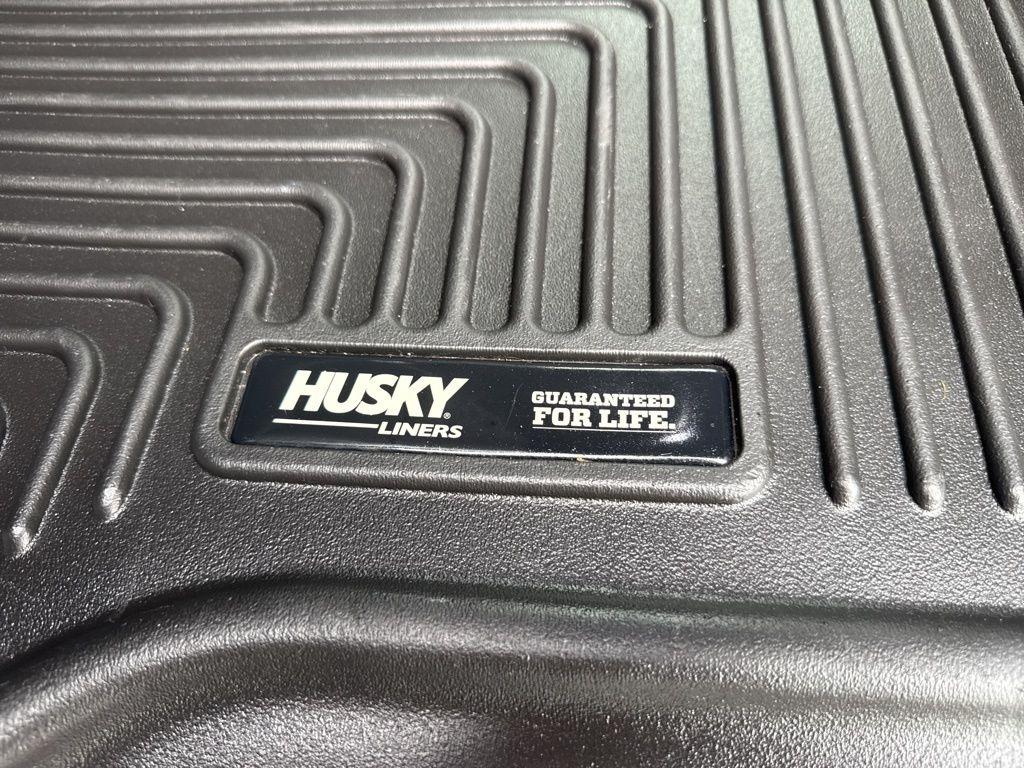 HUSKY®
LINERS
GUARANTEED
FOR LIFE.